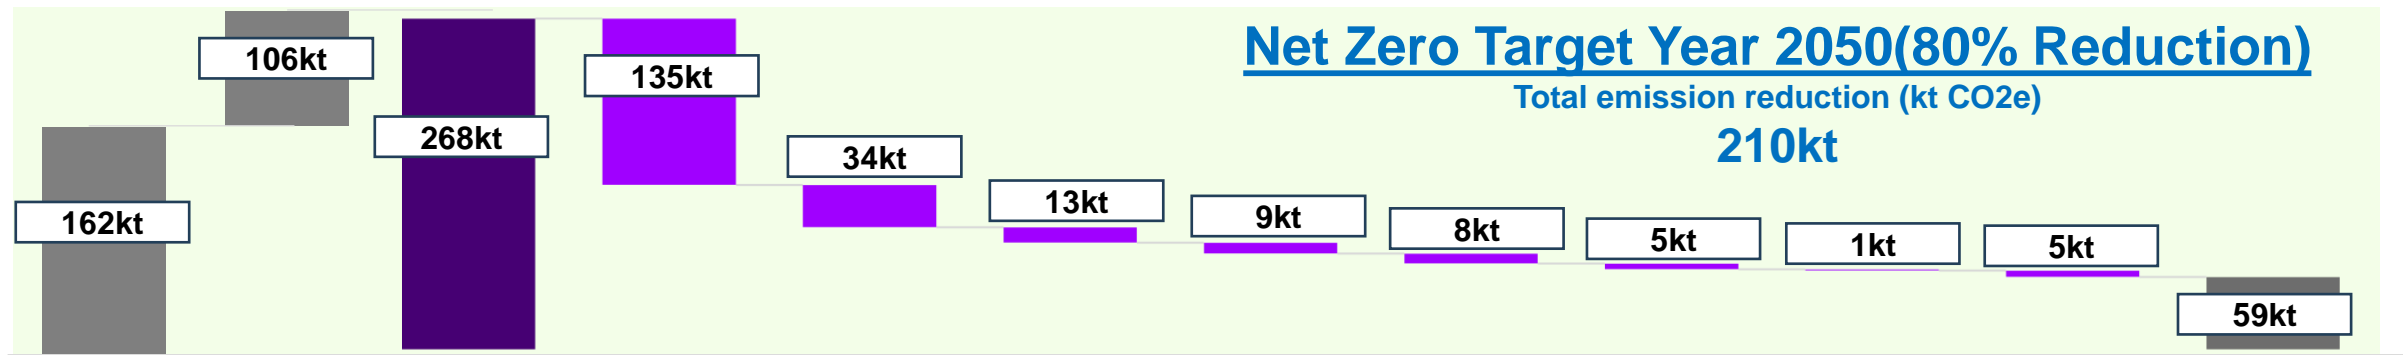 Net Zero Target Year 2050(80% Reduction)
Total emission reduction (kt CO2e)
210kt
162kt
106kt
268kt
135kt
34kt
13kt
9kt
8kt
5kt
1kt
5kt
59kt